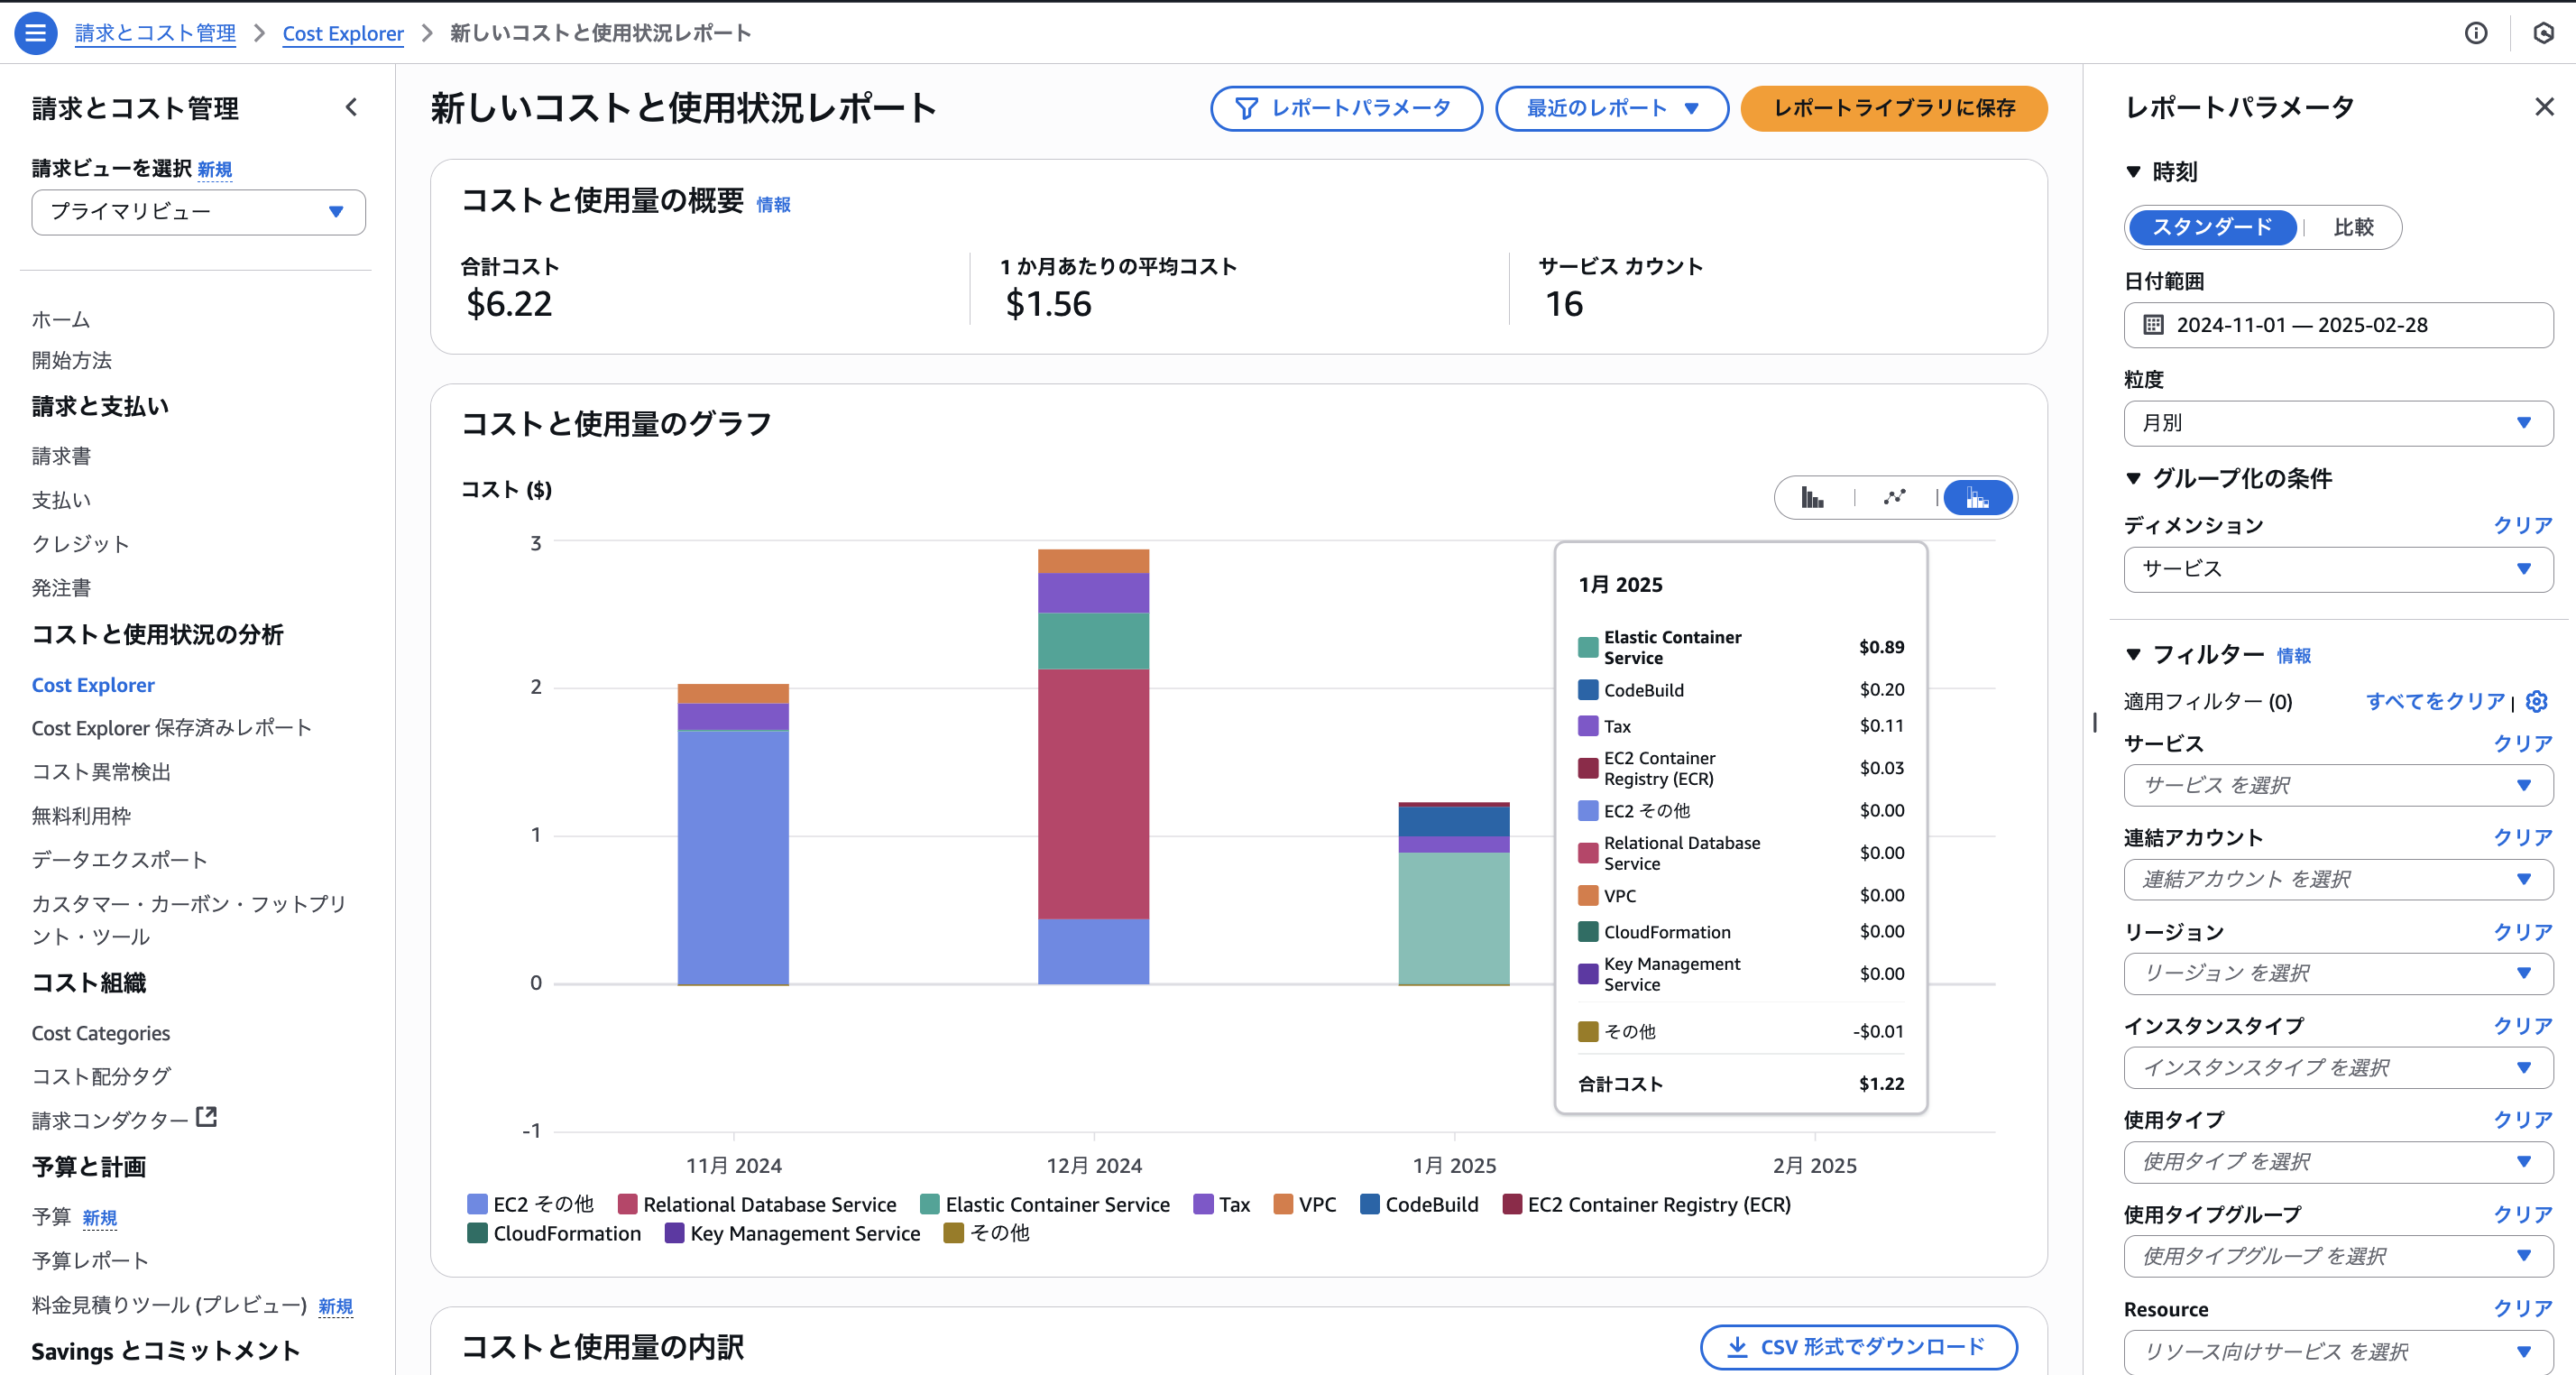 請求とコスト管理 > Cost Explorer > 新しいコストと使用状況レポート
請求とコスト管理
請求ビューを選択 新規
プライマリビュー
ホーム
開始方法
請求と支払い
請求書
支払い
クレジット
発注書
コストと使用状況の分析
Cost Explorer
Cost Explorer 保存済みレポート
コスト異常検出
無料利用枠
データエクスポート
カスタマー・カーボン・フットプリ
ント・ツール
コスト組織
Cost Categories
コスト配分タグ
請求コンダクター
予算と計画
予算 新規
予算レポート
料金見積りツール (プレビュー) 新規
Savings とコミットメント
新しいコストと使用状況レポート
レポートパラメータ
最近のレポート
レポートライブラリに保存
コストと使用量の概要 情報
合計コスト
$6.22
1 か月あたりの平均コスト
$1.56
サービス カウント
16
コストと使用量のグラフ
コスト ($)
3
2
1
0
-1
11月 2024
12月 2024
1月 2025
2月 2025
1月 2025
Elastic Container
Service $0.89
CodeBuild $0.20
Tax $0.11
EC2 Container
Registry (ECR) $0.03
EC2 その他 $0.00
Relational Database
Service $0.00
VPC $0.00
CloudFormation $0.00
Key Management
Service $0.00
その他 -$0.01
合計コスト $1.22
EC2 その他 Relational Database Service Elastic Container Service Tax VPC CodeBuild EC2 Container Registry (ECR)
CloudFormation Key Management Service その他
コストと使用量の内訳
CSV 形式でダウンロード
レポートパラメータ
時刻
スタンダード | 比較
日付範囲
2024-11-01 — 2025-02-28
粒度
月別
グループ化の条件
ディメンション クリア
サービス
フィルター 情報
適用フィルター (0) すべてをクリア |
サービス クリア
サービス を選択
連結アカウント クリア
連結アカウント を選択
リージョン クリア
リージョン を選択
インスタンスタイプ クリア
インスタンスタイプ を選択
使用タイプ クリア
使用タイプ を選択
使用タイプグループ クリア
使用タイプグループ を選択
Resource クリア
リソース向けサービス を選択